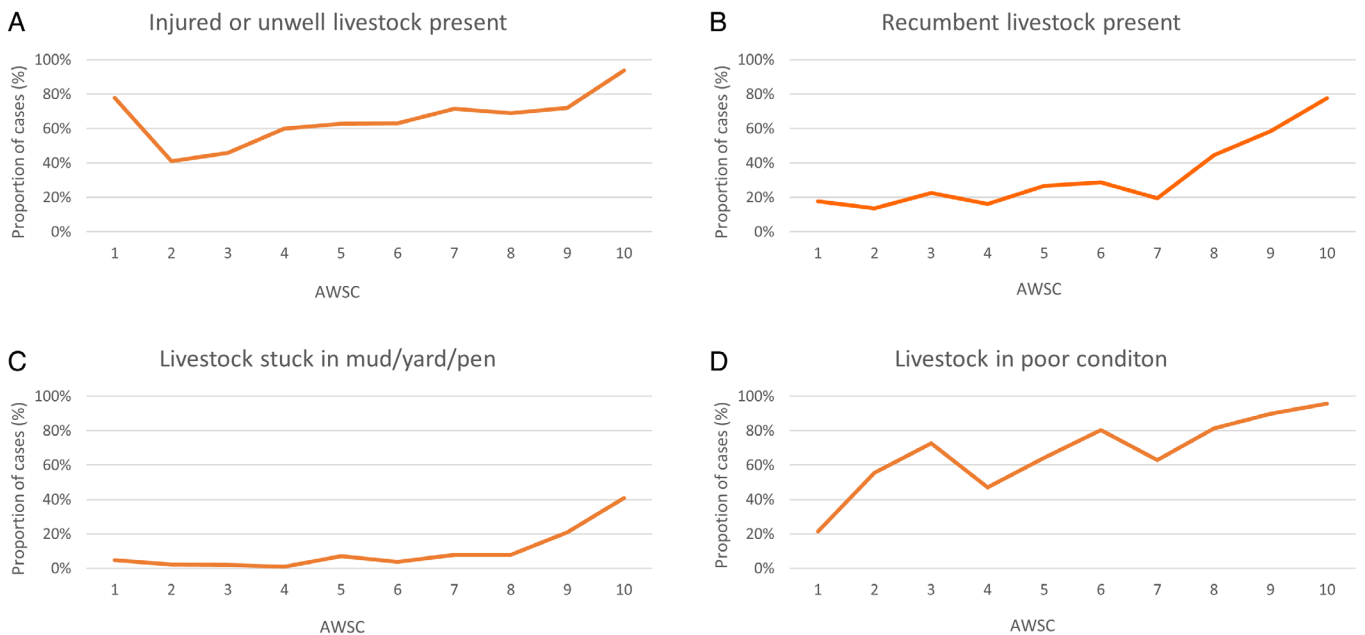 A
Injured or unwell livestock present
Proportion of cases (%)
100%
80%
60%
40%
20%
0%
1 2 3 4 5 6 7 8 9 10
AWSC
B
Recumbent livestock present
Proportion of cases (%)
100%
80%
60%
40%
20%
0%
1 2 3 4 5 6 7 8 9 10
AWSC
C
Livestock stuck in mud/yard/pen
Proportion of cases (%)
100%
80%
60%
40%
20%
0%
1 2 3 4 5 6 7 8 9 10
AWSC
D
Livestock in poor conditon
Propotion of cases (%)
100%
80%
60%
40%
20%
0%
1 2 3 4 5 6 7 8 9 10
AWSC